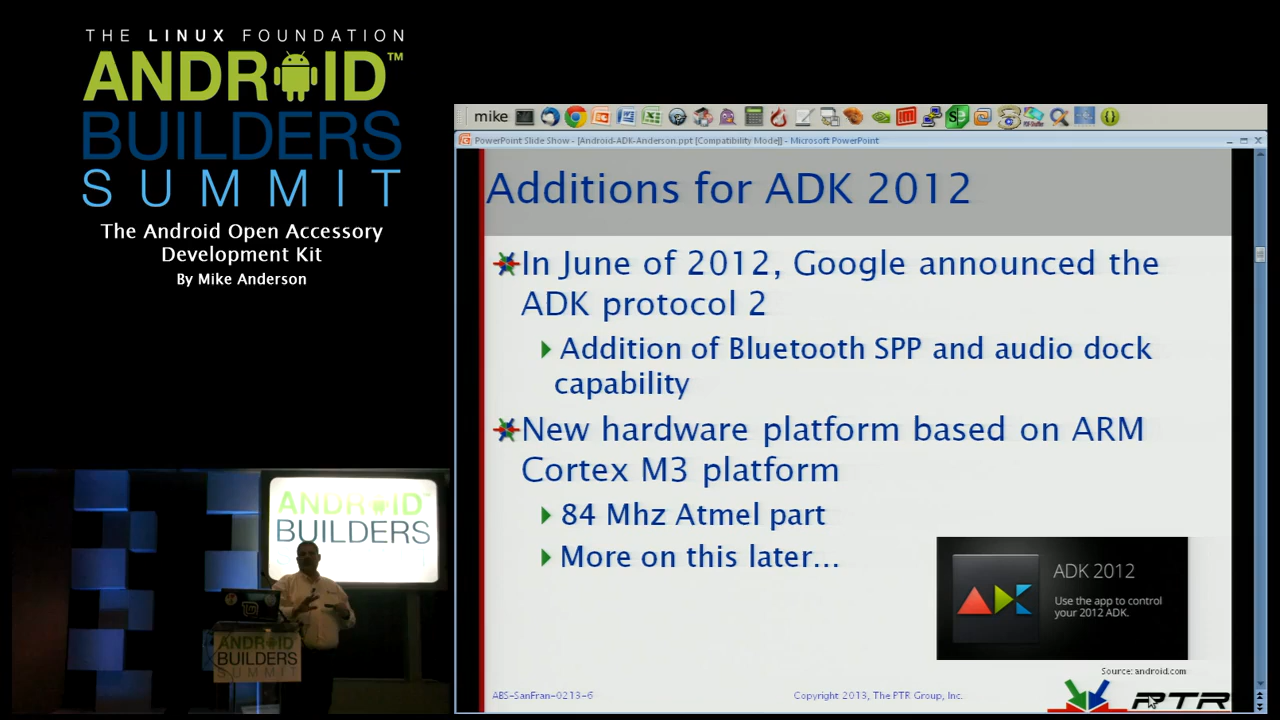 THE LINUX FOUNDATION
ANDROID™
BUILDERS
SUMMIT
The Android Open Accessory
Development Kit
By Mike Anderson
mike
PowerPoint Slide Show - [Android-ADK-Anderson.ppt [Compatibility Mode]] - Microsoft PowerPoint
Additions for ADK 2012
In June of 2012, Google announced the
ADK protocol 2
Addition of Bluetooth SPP and audio dock
capability
New hardware platform based on ARM
Cortex M3 platform
84 Mhz Atmel part
More on this later...
ADK 2012
Use the app to control
your 2012 ADK.
Source: android.com
ABS-SanFran-0213-6
Copyright 2013, The PTR Group, Inc.
PTR
ANDROID™
BUILDERS
ANDROID
BUILDERS
SUMMIT